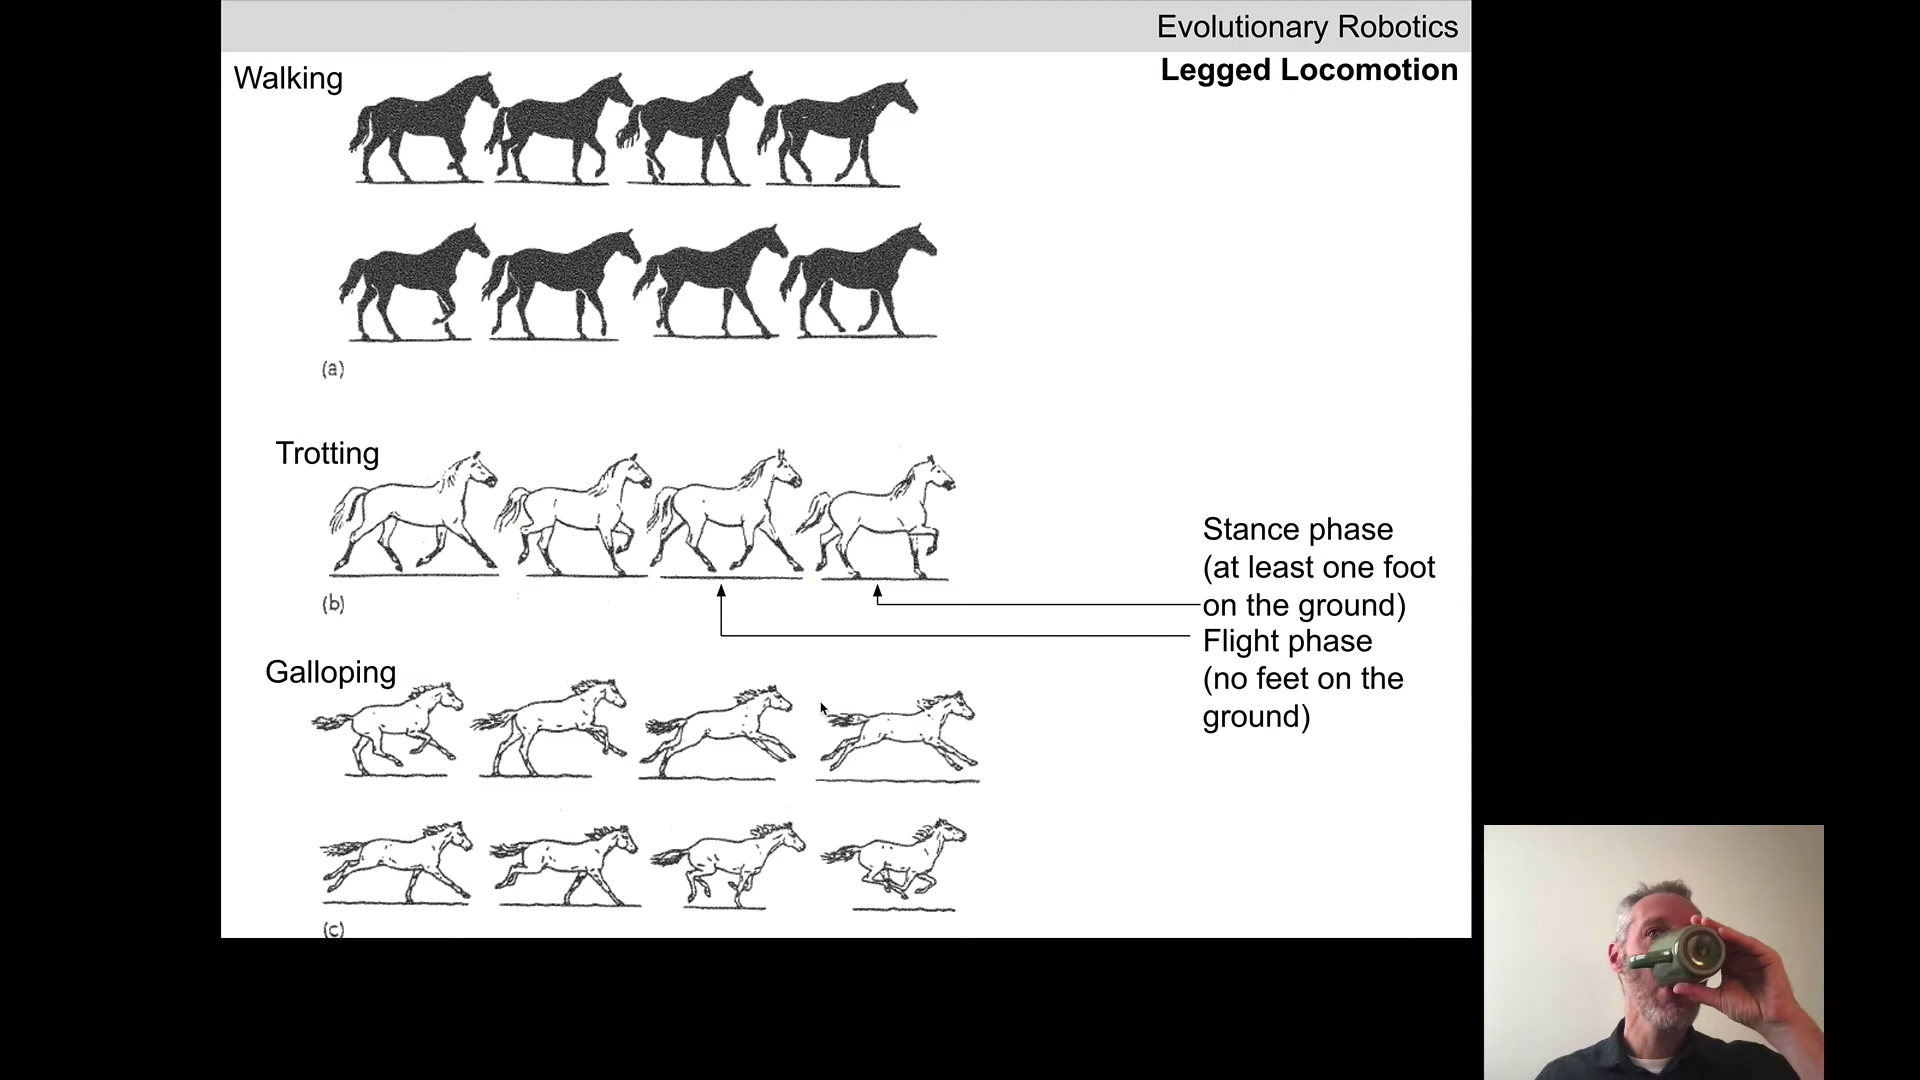 Evolutionary Robotics
Legged Locomotion
Walking
(a)
Trotting
Stance phase
(at least one foot
on the ground)
(b)
Flight phase
(no feet on the
ground)
Galloping
(c)